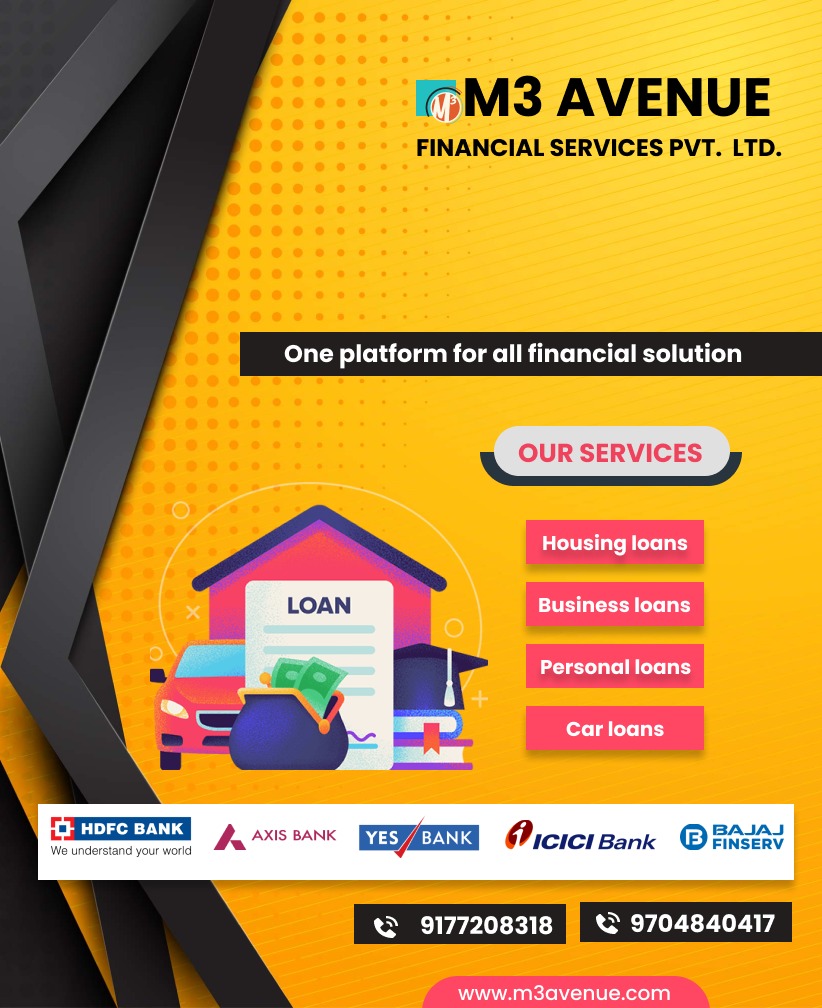 M3
M3 AVENUE
FINANCIAL SERVICES PVT. LTD.
One platform for all financial solution
OUR SERVICES
Housing loans
Business loans
Personal loans
Car loans
LOAN
HDFC BANK
We understand your world
AXIS BANK
YES BANK
ICICI Bank
BAJAJ
FINSERV
9177208318
9704840417
www.m3avenue.com